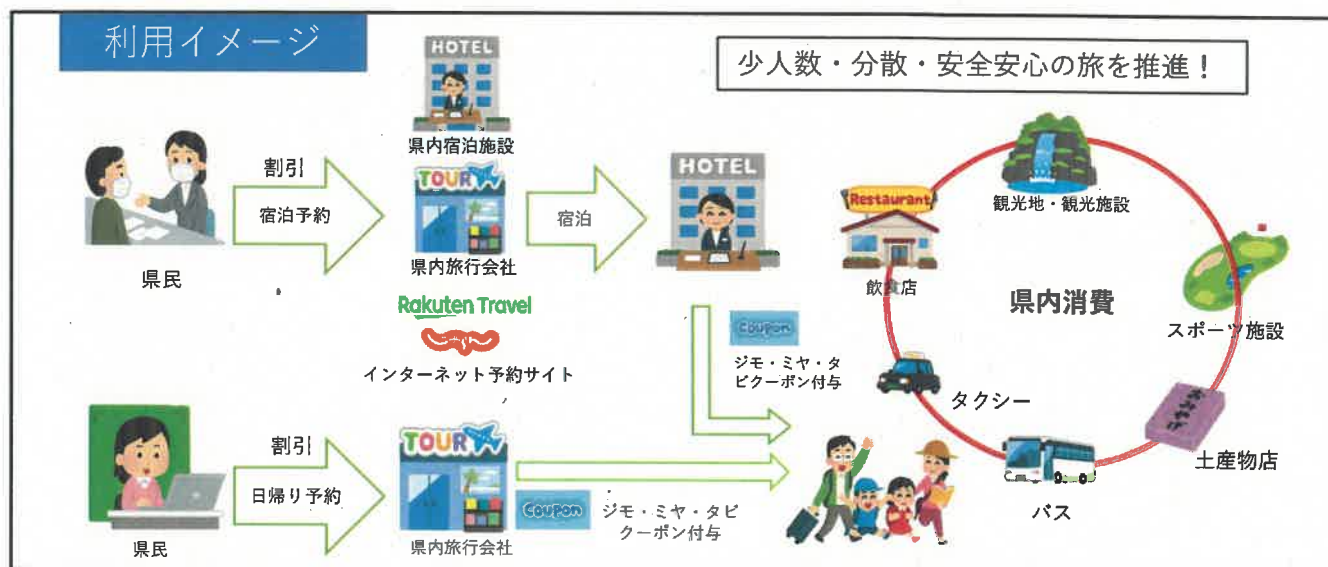 利用イメージ
少人数・分散・安全安心の旅を推進！
HOTEL
県内宿泊施設
割引
宿泊予約
県民
TOUR
県内旅行会社
Rakuten Travel
インターネット予約サイト
宿泊
HOTEL
Coupon
ジモ・ミヤ・タ
ビクーポン付与
割引
日帰り予約
県民
TOUR
県内旅行会社
Coupon
ジモ・ミヤ・タビ
クーポン付与
県内消費
観光地・観光施設
Restaurant
飲食店
スポーツ施設
タクシー
おみやげ
土産物店
バス